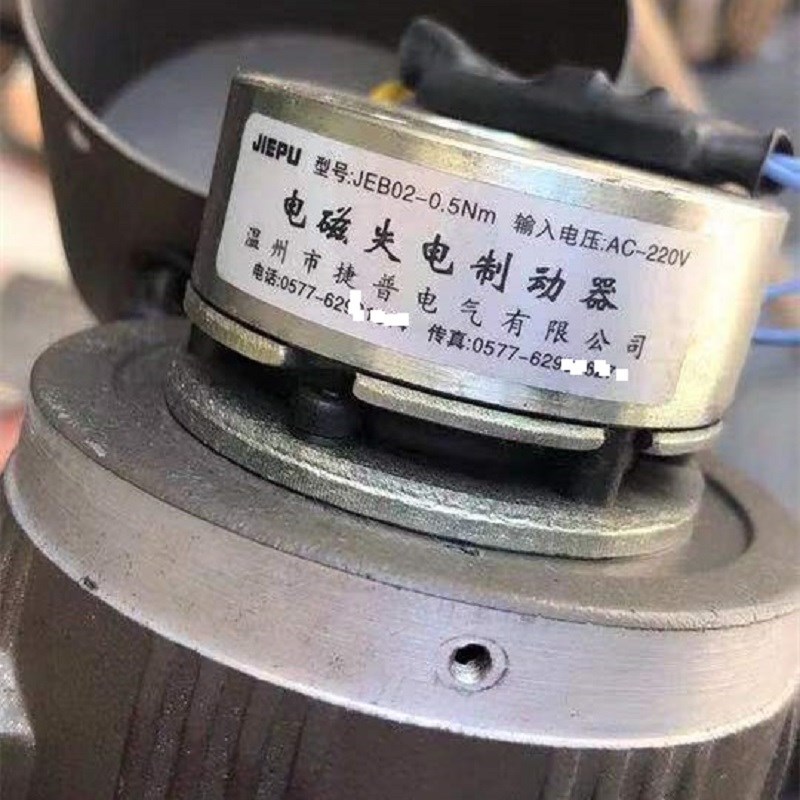 JIEPU 型号:JEB02-0.5Nm 输入电压:AC-220V
电磁失电制动器
温州市捷普电气有限公司
电话:0577-629 传真:0577-629